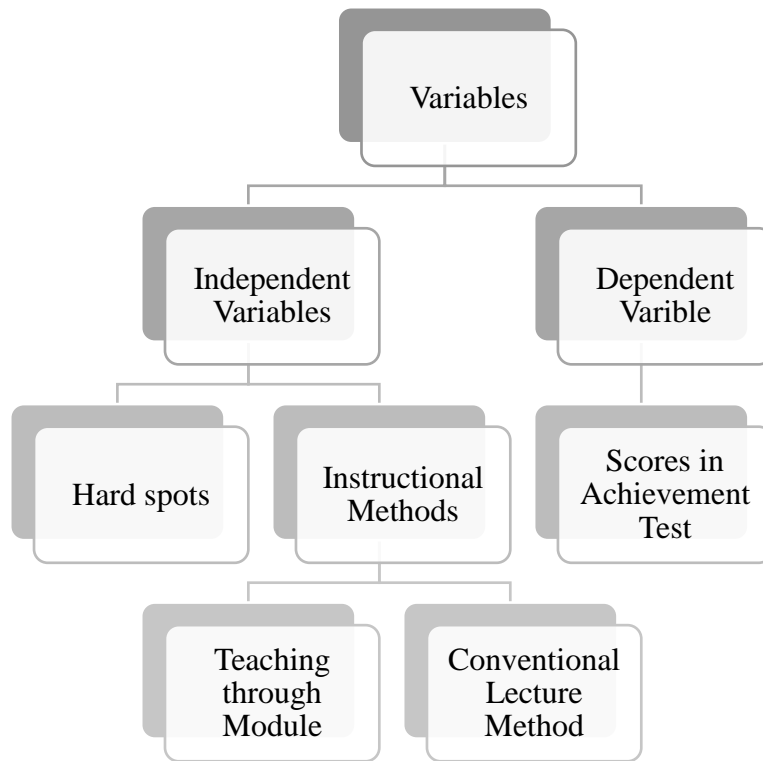 Variables
Independent
Variables
Dependent
Varible
Hard spots
Instructional
Methods
Scores in
Achievement
Test
Teaching
through
Module
Conventional
Lecture
Method